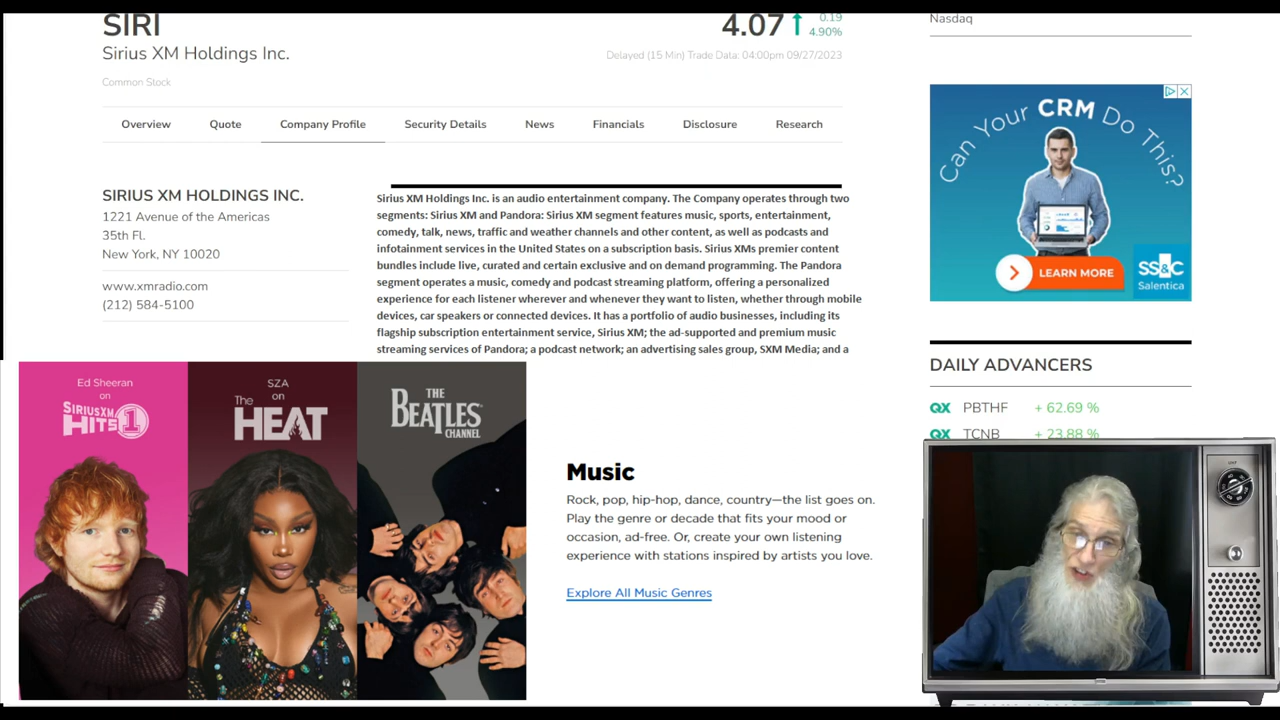 SIRI
4.07
0.19
4.90%
Sirius XM Holdings Inc.
Delayed (15 Min) Trade Data: 04:00pm 09/27/2023
Common Stock
Overview Quote Company Profile Security Details News Financials Disclosure Research
SIRIUS XM HOLDINGS INC.
1221 Avenue of the Americas
35th Fl.
New York, NY 10020
www.xmradio.com
(212) 584-5100
Sirius XM Holdings Inc. is an audio entertainment company. The Company operates through two
segments: Sirius XM and Pandora: Sirius XM segment features music, sports, entertainment,
comedy, talk, news, traffic and weather channels and other content, as well as podcasts and
infotainment services in the United States on a subscription basis. Sirius XMs premier content
bundles include live, curated and certain exclusive and on demand programming. The Pandora
segment operates a music, comedy and podcast streaming platform, offering a personalized
experience for each listener wherever and whenever they want to listen, whether through mobile
devices, car speakers or connected devices. It has a portfolio of audio businesses, including its
flagship subscription entertainment service, Sirius XM; the ad-supported and premium music
streaming services of Pandora; a podcast network; an advertising sales group, SXM Media; and a
Nasdaq
Can Your CRM Do This?
LEARN MORE
SS&C
Salentica
DAILY ADVANCERS
QX PBTHF + 62.69 %
QX TCNB + 23.88 %
Ed Sheeran
on
SiriusXM
HITS 1
SZA
on
The
HEAT
THE
BEATLES
CHANNEL
Music
Rock, pop, hip-hop, dance, country—the list goes on.
Play the genre or decade that fits your mood or
occasion, ad-free. Or, create your own listening
experience with stations inspired by artists you love.
Explore All Music Genres